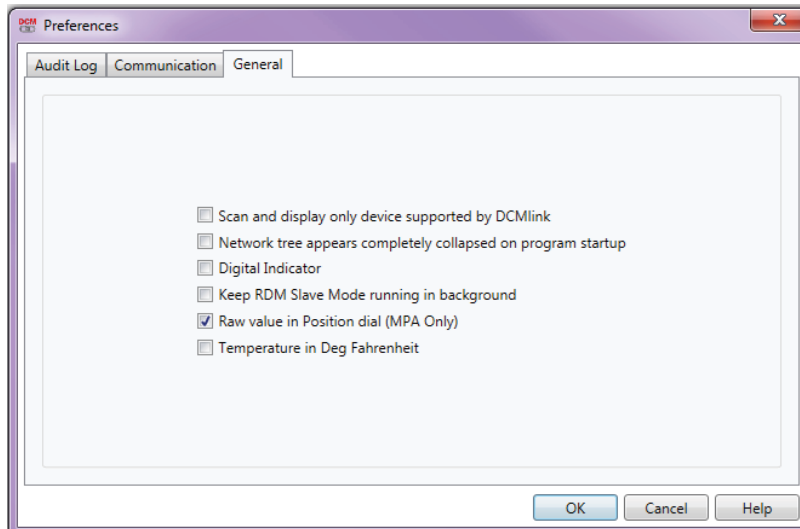 DCM Preferences X
Audit Log Communication General
Scan and display only device supported by DCMlink
Network tree appears completely collapsed on program startup
Digital Indicator
Keep RDM Slave Mode running in background
Raw value in Position dial (MPA Only)
Temperature in Deg Fahrenheit
OK Cancel Help